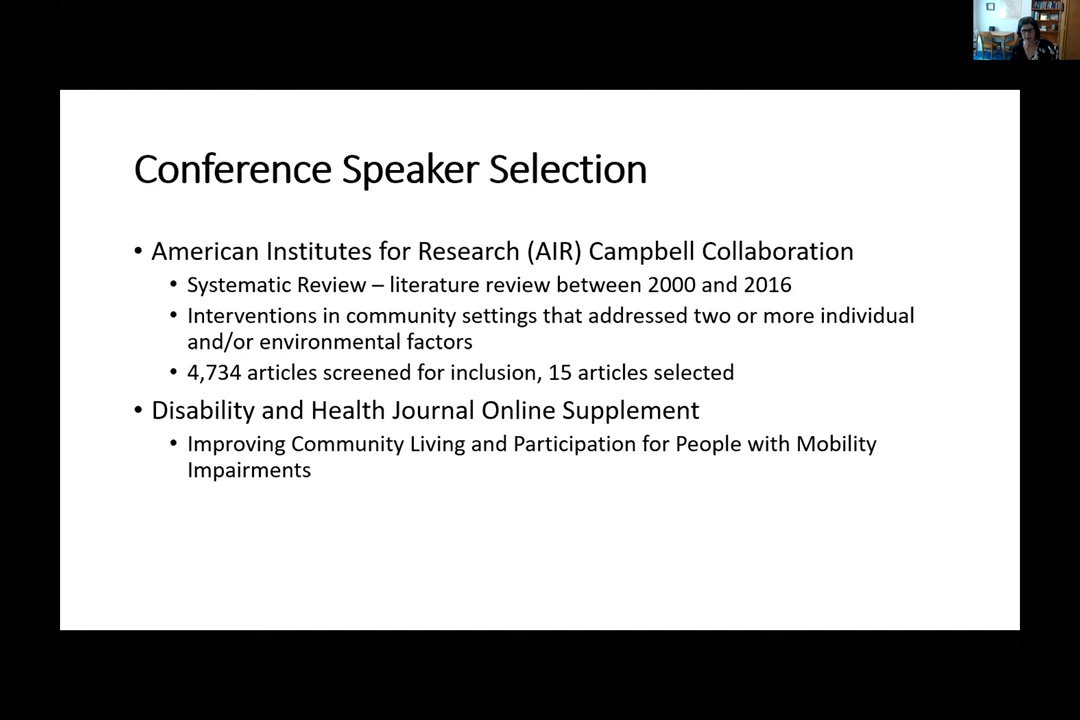 Conference Speaker Selection
• American Institutes for Research (AIR) Campbell Collaboration
• Systematic Review – literature review between 2000 and 2016
• Interventions in community settings that addressed two or more individual
and/or environmental factors
• 4,734 articles screened for inclusion, 15 articles selected
• Disability and Health Journal Online Supplement
• Improving Community Living and Participation for People with Mobility
Impairments